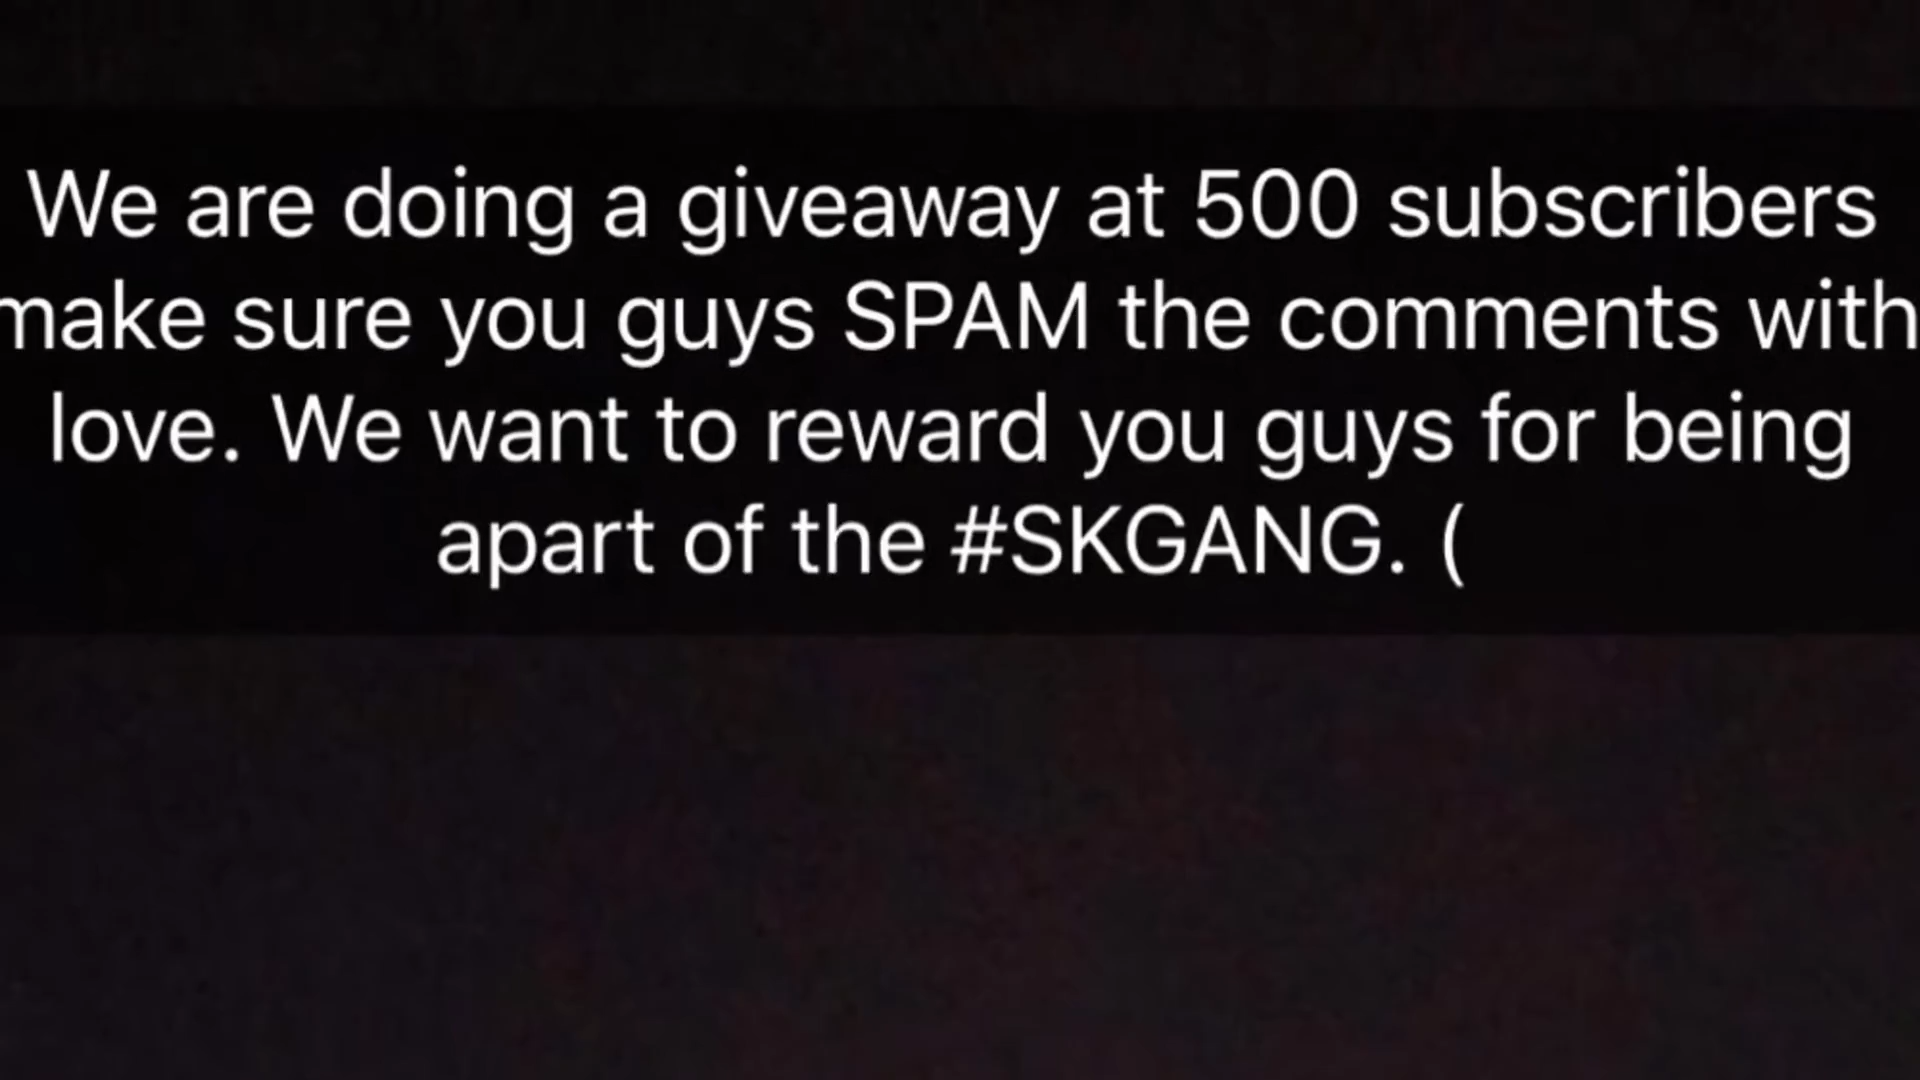 We are doing a giveaway at 500 subscribers
make sure you guys SPAM the comments with
love. We want to reward you guys for being
apart of the #SKGANG. (